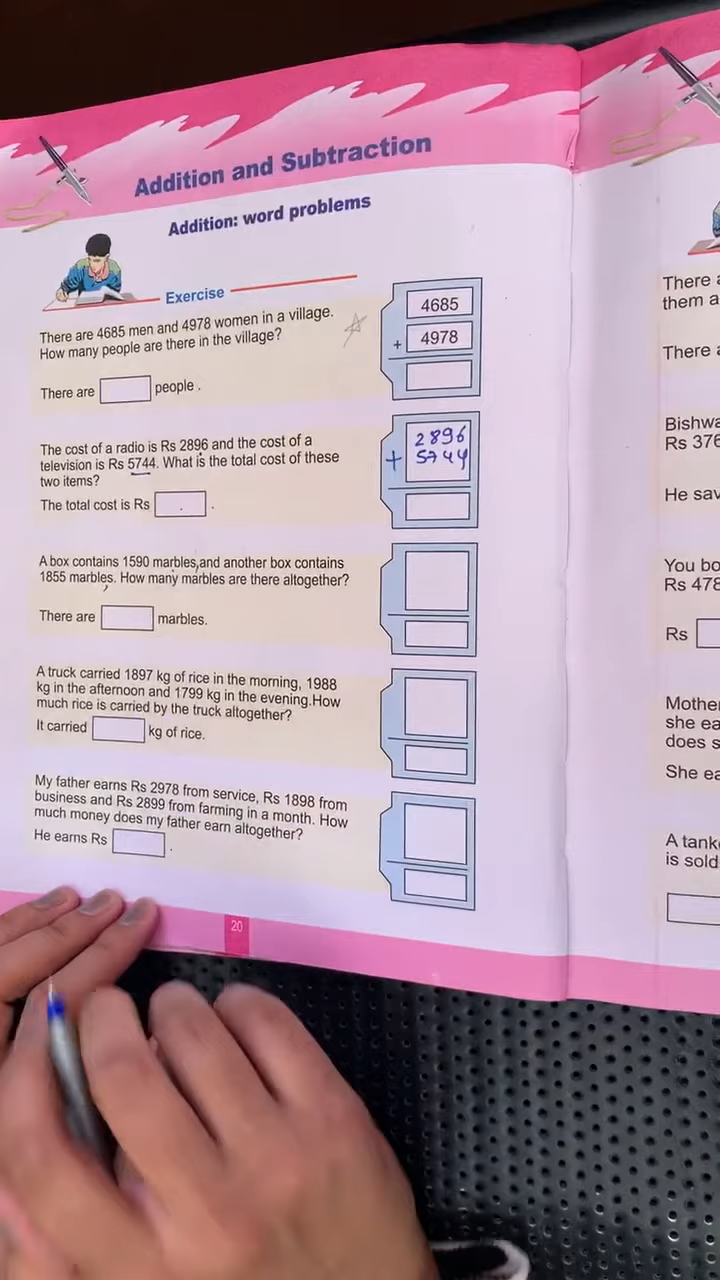 Addition and Subtraction
Addition: word problems
Exercise
There are 4685 men and 4978 women in a village.
How many people are there in the village?
There are people .
4685
+ 4978
The cost of a radio is Rs 2896 and the cost of a
television is Rs 5744. What is the total cost of these
two items?
The total cost is Rs .
2896
+ 5744
A box contains 1590 marbles,and another box contains
1855 marbles. How many marbles are there altogether?
There are marbles.
A truck carried 1897 kg of rice in the morning, 1988
kg in the afternoon and 1799 kg in the evening.How
much rice is carried by the truck altogether?
It carried kg of rice.
My father earns Rs 2978 from service, Rs 1898 from
business and Rs 2899 from farming in a month. How
much money does my father earn altogether?
He earns Rs .
20
There
them a
There
Bishwa
Rs 376
He sav
You bo
Rs 478
Rs
Mother
she ea
does s
She ea
A tank
is sold